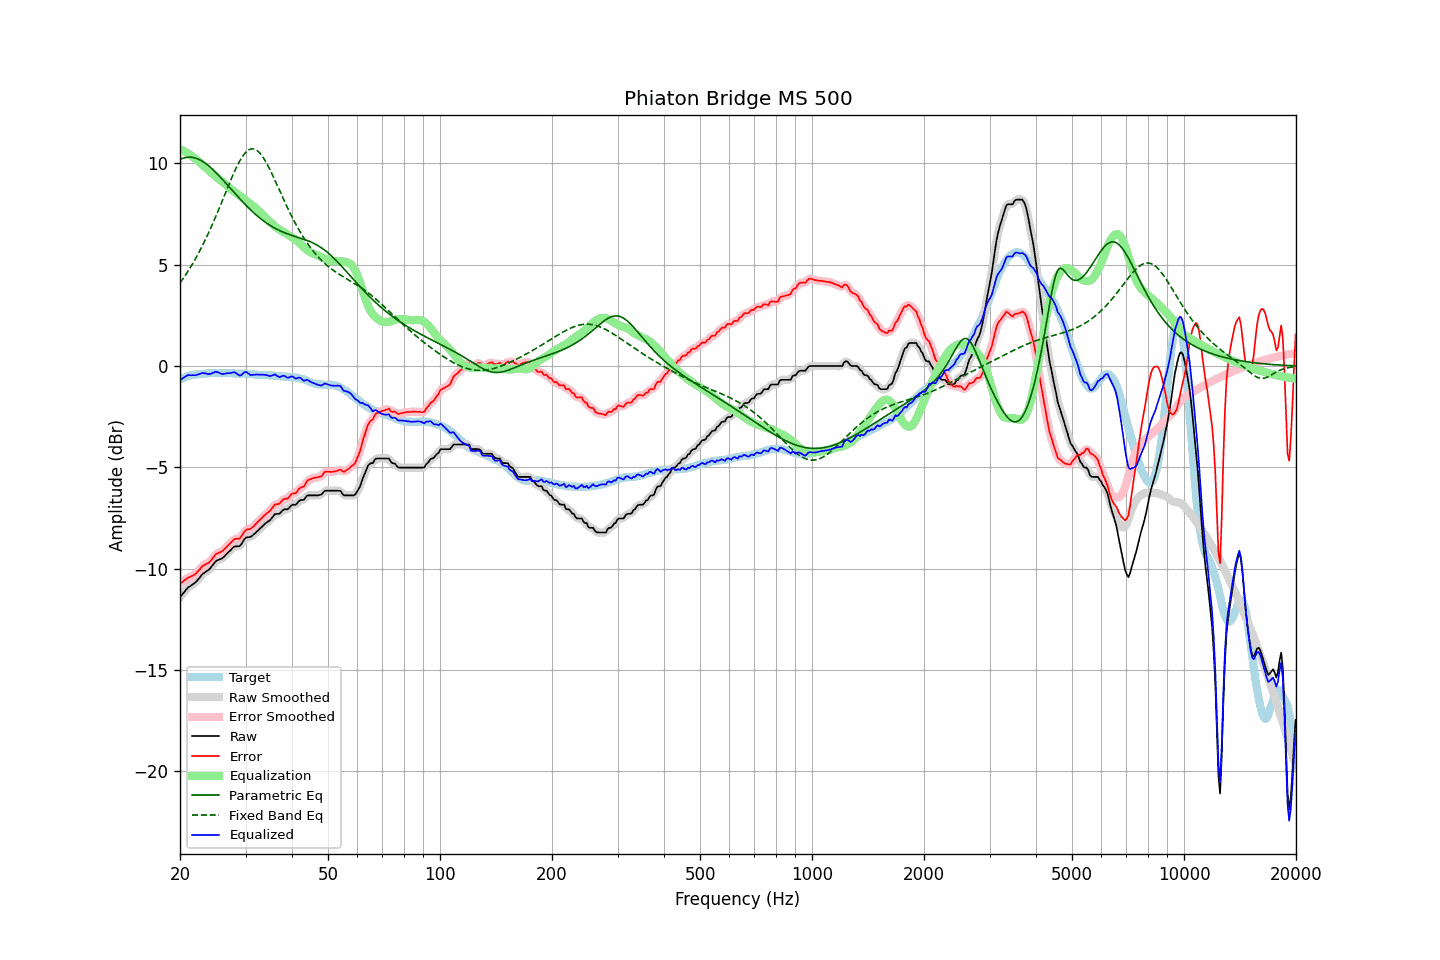 Phiaton Bridge MS 500
Amplitude (dBr)
10
5
0
−5
−10
−15
−20
Target
Raw Smoothed
Error Smoothed
Raw
Error
Equalization
Parametric Eq
Fixed Band Eq
Equalized
20 50 100 200 500 1000 2000 5000 10000 20000
Frequency (Hz)